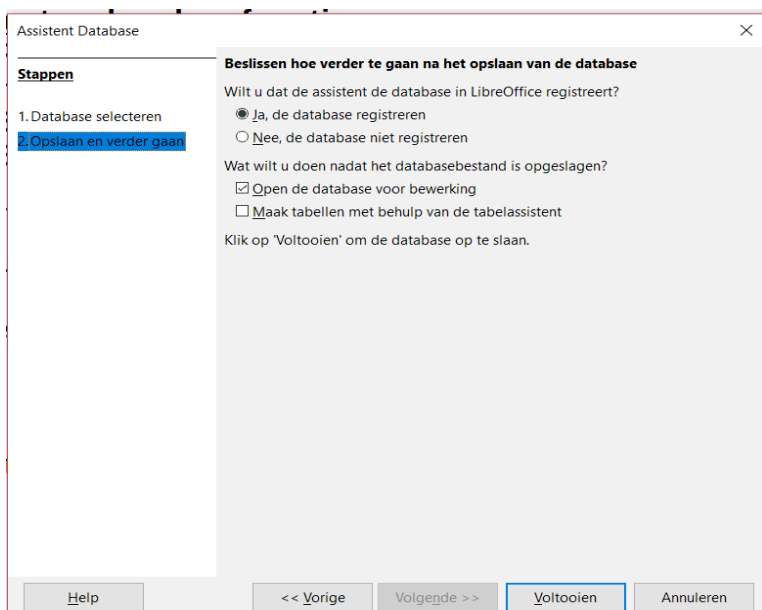 Assistent Database
Stappen
1. Database selecteren
2. Opslaan en verder gaan
Beslissen hoe verder te gaan na het opslaan van de database
Wilt u dat de assistent de database in LibreOffice registreert?
Ja, de database registreren
Nee, de database niet registreren
Wat wilt u doen nadat het databasebestand is opgeslagen?
Open de database voor bewerking
Maak tabellen met behulp van de tabelassistent
Klik op 'Voltooien' om de database op te slaan.
Help
<< Vorige
Volgende >>
Voltooien
Annuleren